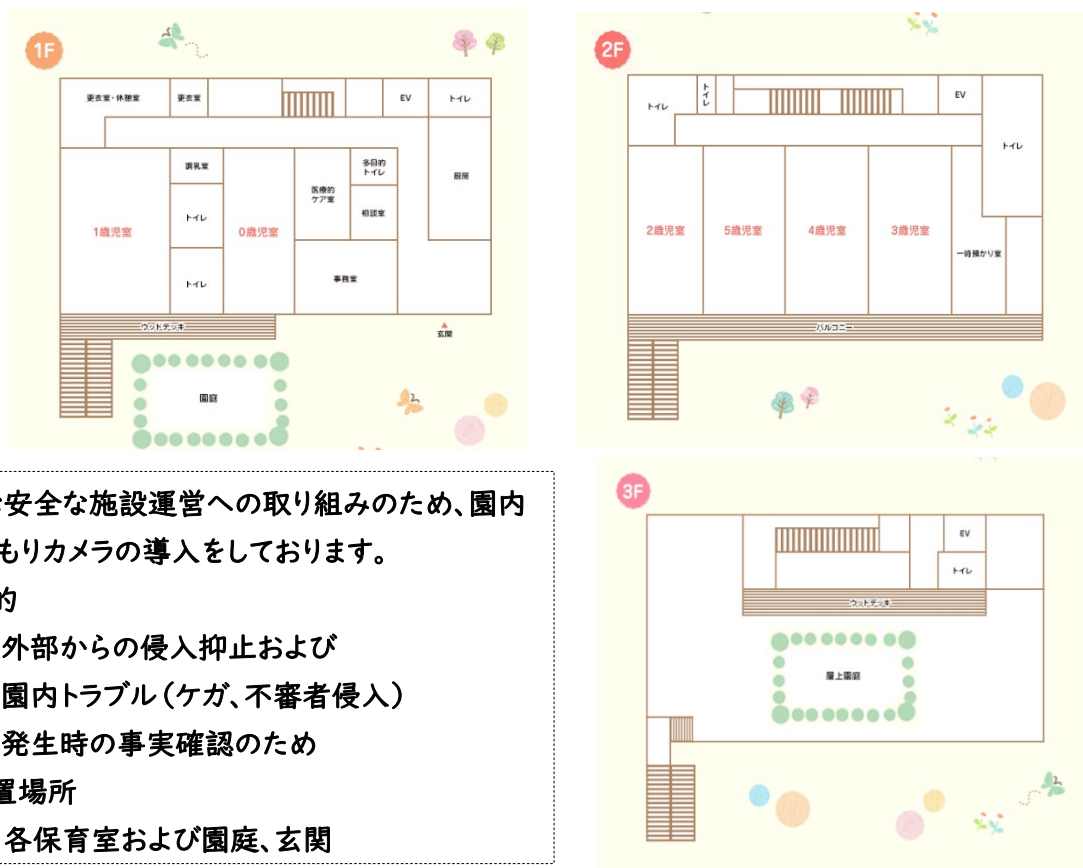 1F
更衣室・休憩室
更衣室
EV
トイレ
調乳室
多目的
トイレ
医療的
ケア室
厨房
トイレ
相談室
1歳児室
0歳児室
トイレ
事務室
ウッドデッキ
玄関
園庭
2F
トイレ
トイレ
EV
トイレ
2歳児室
5歳児室
4歳児室
3歳児室
一時預かり室
バルコニー
安全な施設運営への取り組みのため、園内
もりカメラの導入をしております。
的
外部からの侵入抑止および
園内トラブル(ケガ、不審者侵入)
発生時の事実確認のため
置場所
各保育室および園庭、玄関
3F
EV
トイレ
ウッドデッキ
屋上園庭